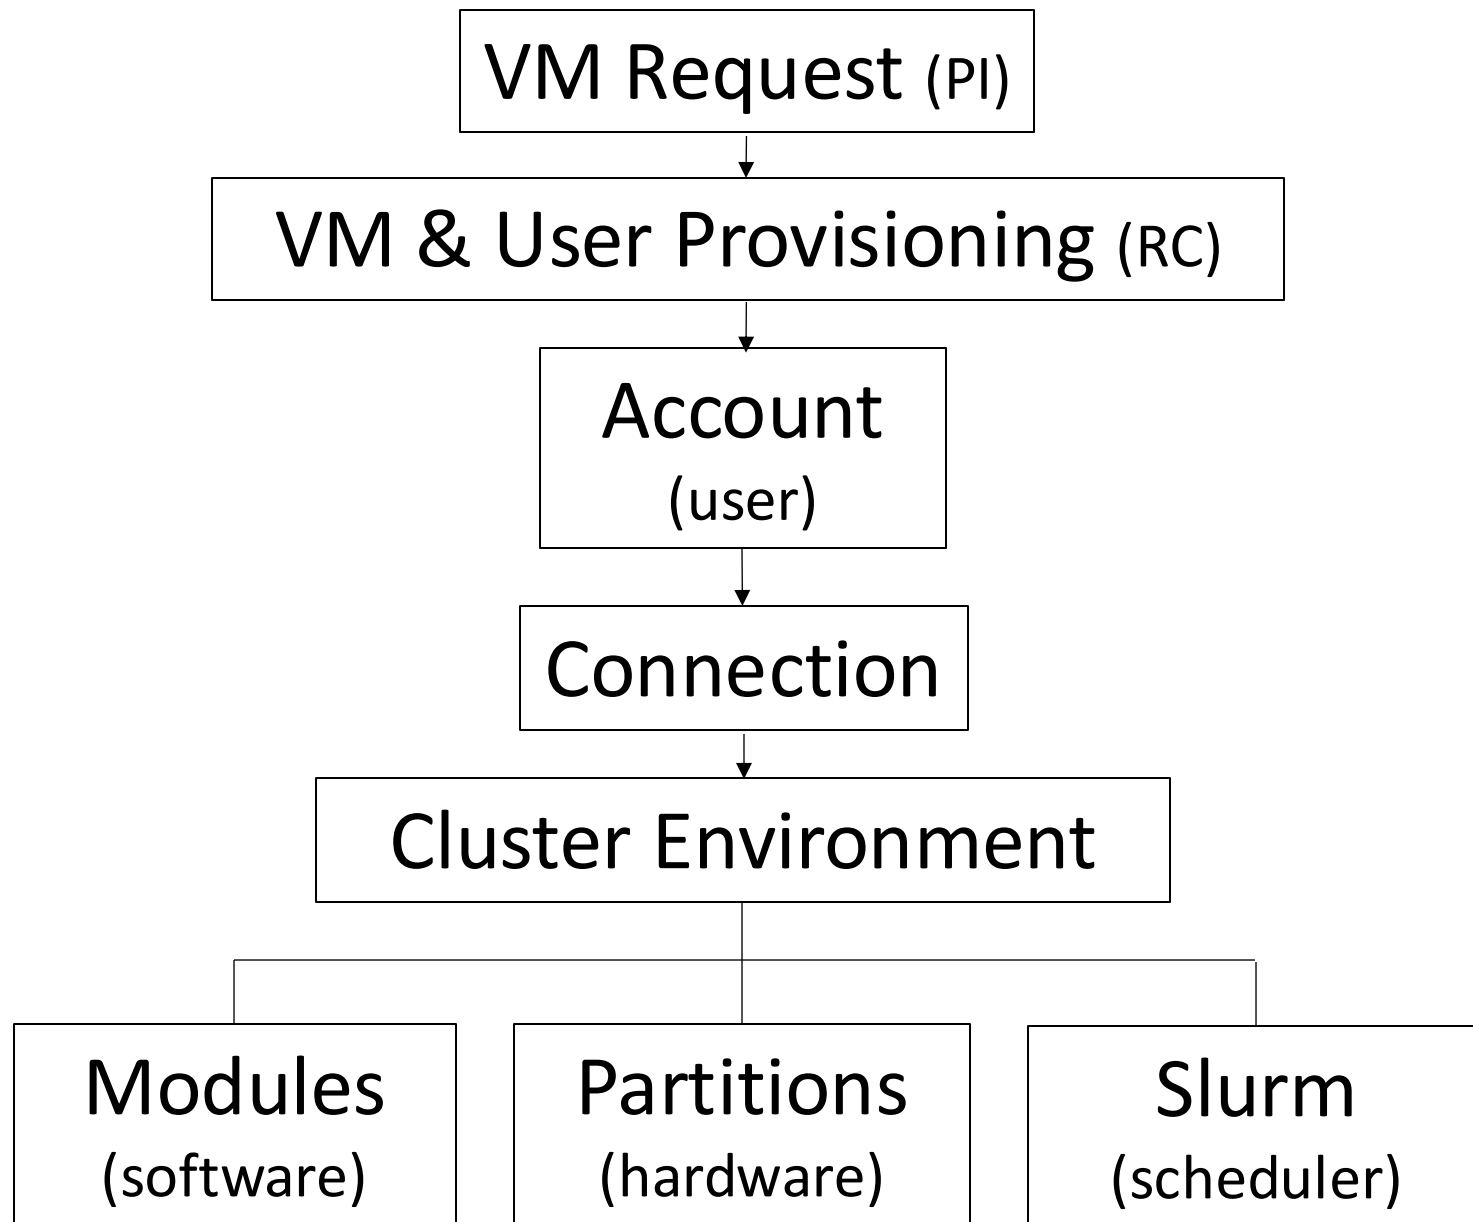 VM Request (PI)
VM & User Provisioning (RC)
Account
(user)
Connection
Cluster Environment
Modules
(software)
Partitions
(hardware)
Slurm
(scheduler)